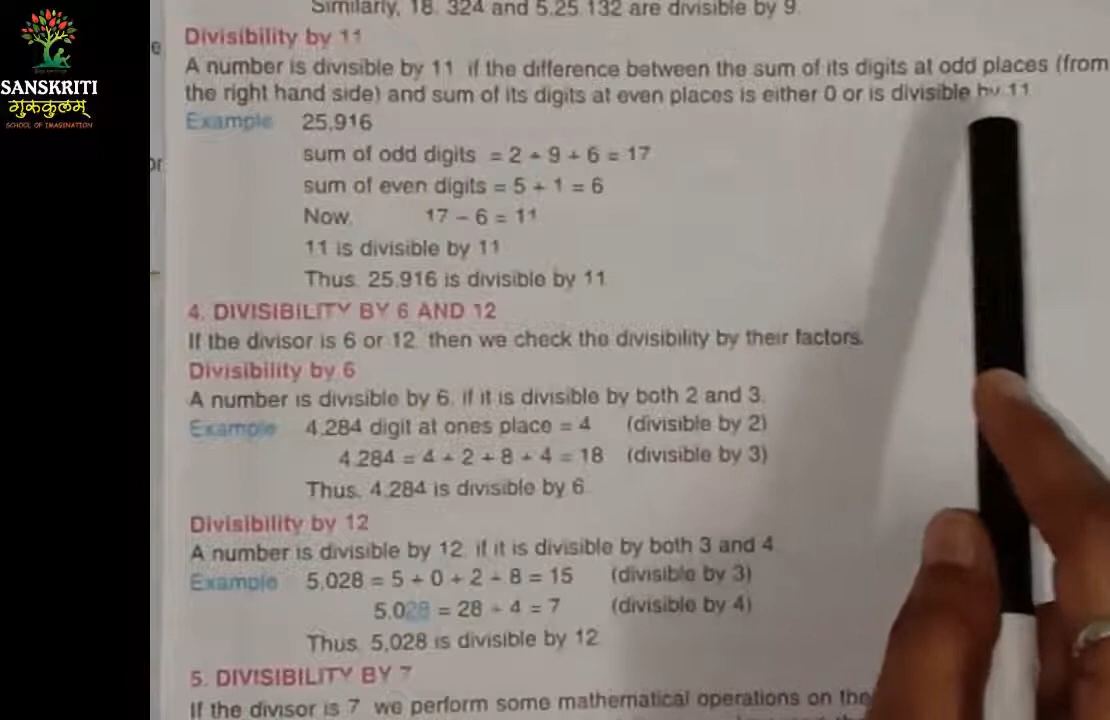 Similarly, 18, 324 and 5,25,132 are divisible by 9.
Divisibility by 11
A number is divisible by 11, if the difference between the sum of its digits at odd places (from
the right hand side) and sum of its digits at even places is either 0 or is divisible by 11.
Example 25,916
sum of odd digits = 2 + 9 + 6 = 17
sum of even digits = 5 + 1 = 6
Now, 17 – 6 = 11
11 is divisible by 11
Thus, 25,916 is divisible by 11.
4. DIVISIBILITY BY 6 AND 12
If the divisor is 6 or 12, then we check the divisibility by their factors.
Divisibility by 6
A number is divisible by 6, if it is divisible by both 2 and 3.
Example 4,284 digit at ones place = 4 (divisible by 2)
4,284 = 4 + 2 + 8 + 4 = 18 (divisible by 3)
Thus, 4,284 is divisible by 6.
Divisibility by 12
A number is divisible by 12, if it is divisible by both 3 and 4.
Example 5,028 = 5 + 0 + 2 + 8 = 15 (divisible by 3)
5,028 = 28 ÷ 4 = 7 (divisible by 4)
Thus, 5,028 is divisible by 12.
5. DIVISIBILITY BY 7
If the divisor is 7, we perform some mathematical operations on the
SANSKRITI
गुरुकुलम्
SCHOOL OF IMAGINATION